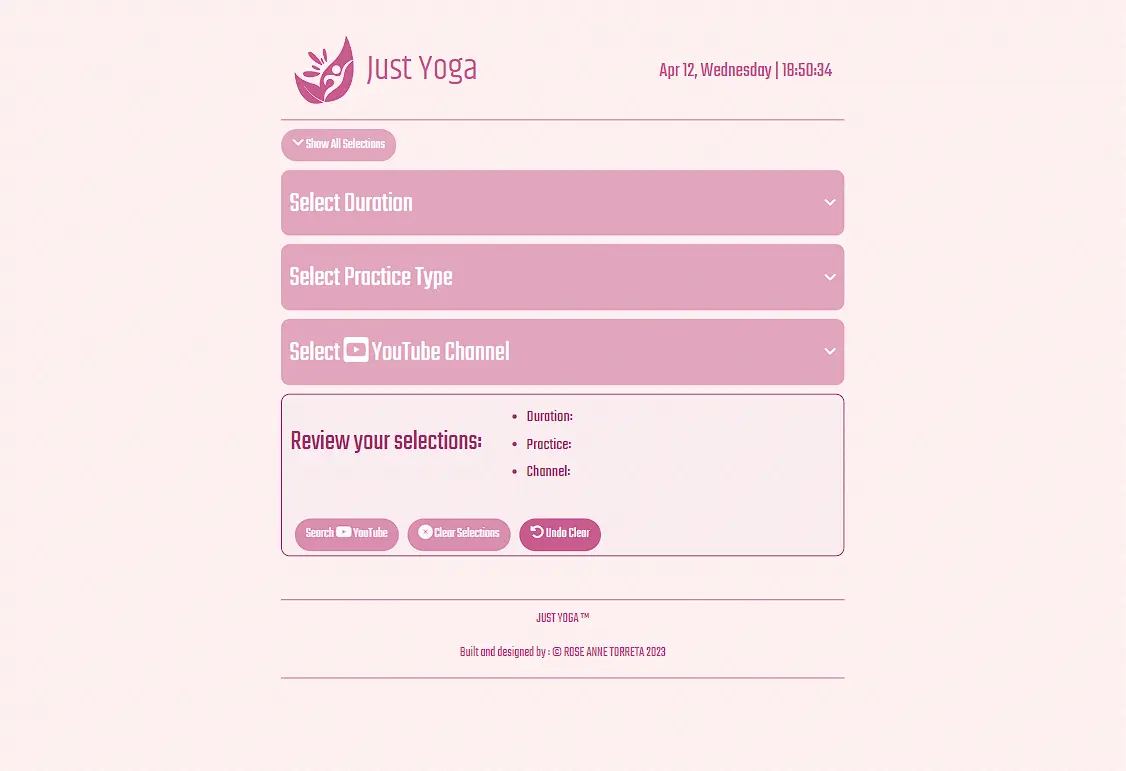 Just Yoga
Apr 12, Wednesday | 18:50:34
Show All Selections
Select Duration
Select Practice Type
Select YouTube Channel
Review your selections:
Duration:
Practice:
Channel:
Search YouTube
Clear Selections
Undo Clear
JUST YOGA ™
Built and designed by : © ROSE ANNE TORRETA 2023